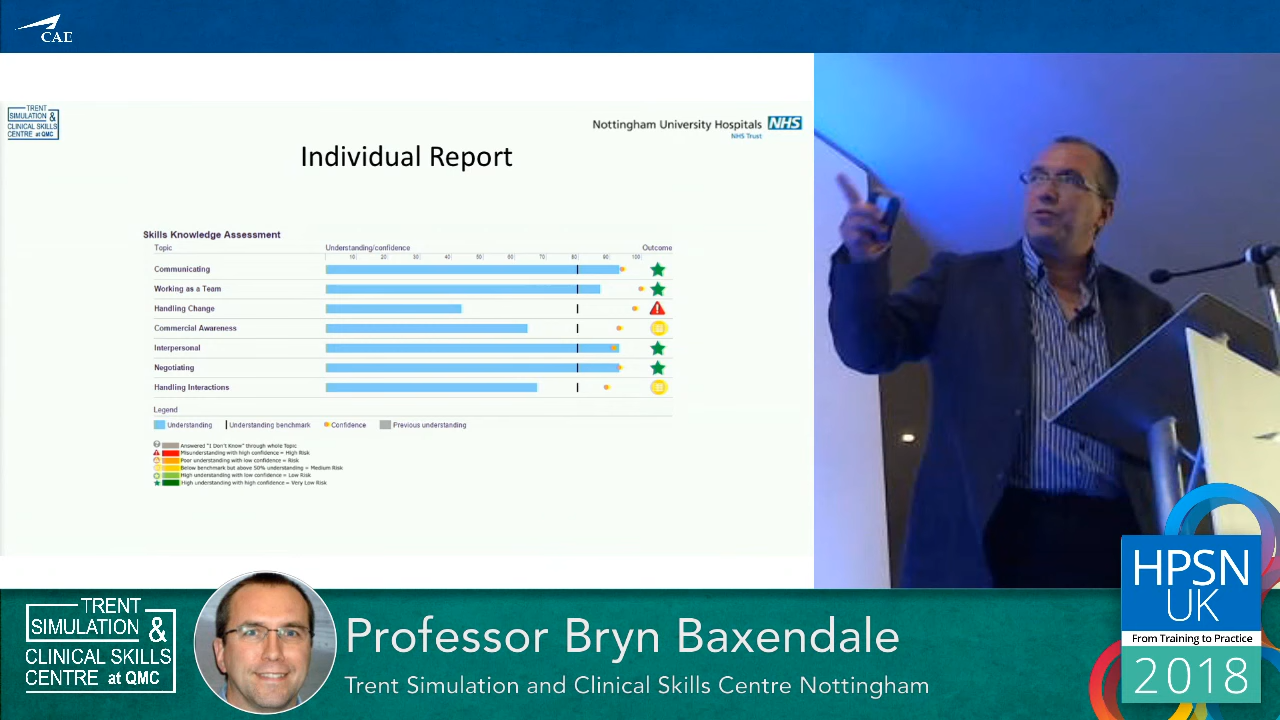 CAE
TRENT
SIMULATION &
CLINICAL SKILLS
CENTRE at QMC
Nottingham University Hospitals NHS
NHS Trust
Individual Report
Skills Knowledge Assessment
Topic Understanding/confidence Outcome
10 20 30 40 50 60 70 80 90 100
Communicating
Working as a Team
Handling Change
Commercial Awareness
Interpersonal
Negotiating
Handling Interactions
Legend
Understanding Understanding benchmark Confidence Previous understanding
Answered "I Don't Know" through whole Topic
Misunderstanding with high confidence = High Risk
Poor understanding with low confidence = Risk
Below benchmark but above 50% understanding = Medium Risk
High understanding with low confidence = Low Risk
High understanding with high confidence = Very Low Risk
TRENT
SIMULATION &
CLINICAL SKILLS
CENTRE at QMC
Professor Bryn Baxendale
Trent Simulation and Clinical Skills Centre Nottingham
HPSN
UK
From Training to Practice
2018